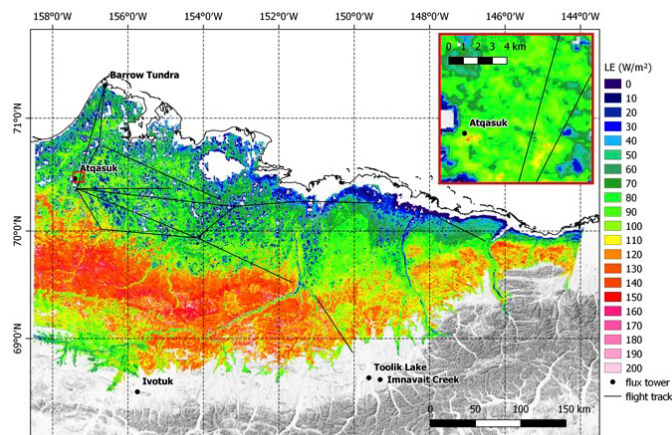 158°0'W 156°0'W 154°0'W 152°0'W 150°0'W 148°0'W 146°0'W 144°0'W
0 1 2 3 4 km
Barrow Tundra
LE (W/m²)
0
10
20
30
40
50
60
70
80
90
100
110
120
130
140
150
160
170
180
190
200
flux tower
flight track
71°0'N
Atqasuk
Atqasuk
70°0'N
69°0'N
Toolik Lake
Imnavait Creek
Ivotuk
0 50 100 150 km